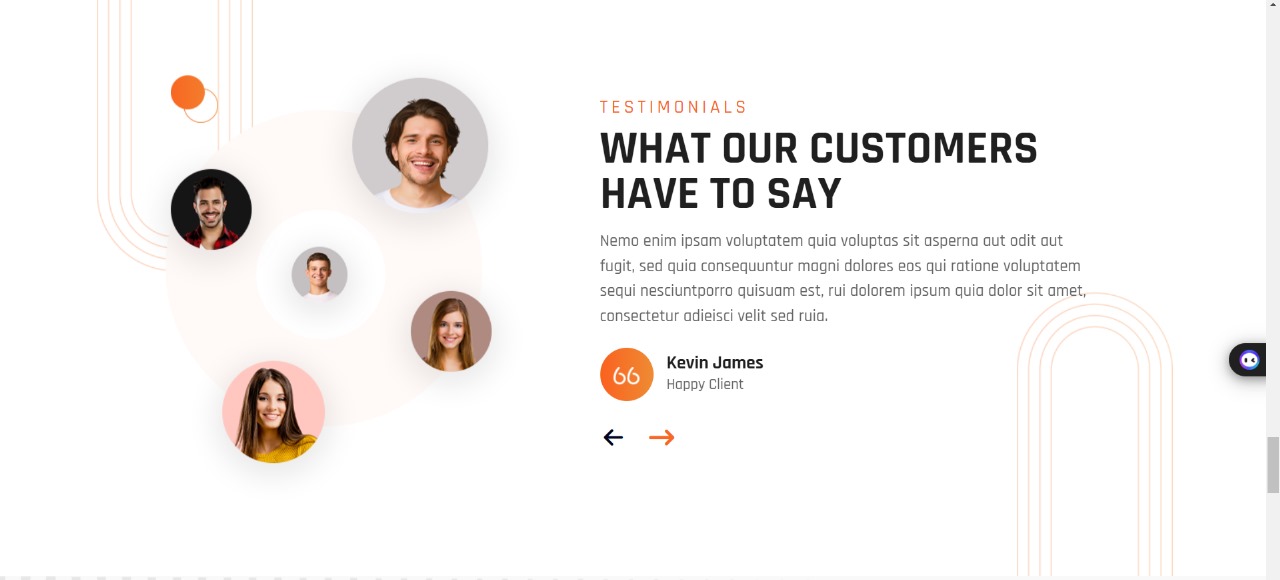 TESTIMONIALS
WHAT OUR CUSTOMERS
HAVE TO SAY
Nemo enim ipsam voluptatem quia voluptas sit asperna aut odit aut
fugit, sed quia consequuntur magni dolores eos qui ratione voluptatem
sequi nesciuntporro quisuam est, rui dolorem ipsum quia dolor sit amet,
consectetur adieisci velit sed ruia.
Kevin James
Happy Client